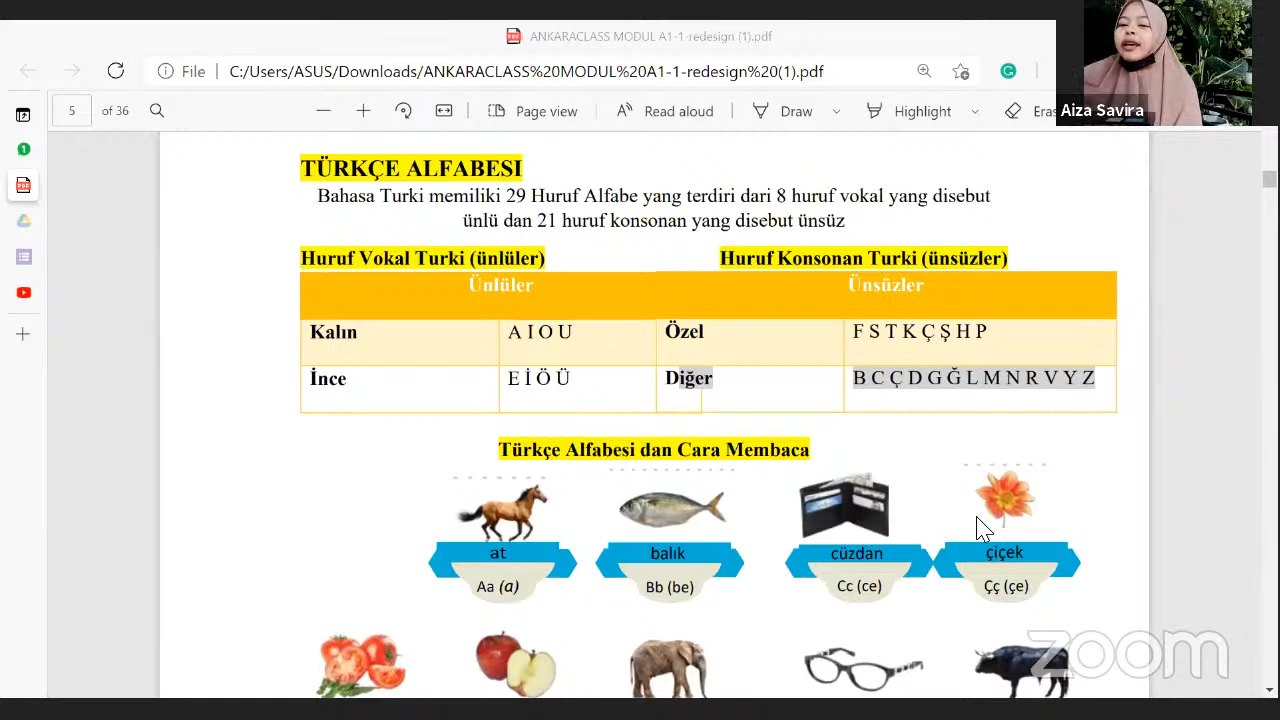 ANKARACLASS MODUL A1-1-redesign (1).pdf
File
C:/Users/ASUS/Downloads/ANKARACLASS%20MODUL%20A1-1-redesign%20(1).pdf
Aiza Savira
5 of 36
Page view
Read aloud
Draw
Highlight
Eras
TÜRKÇE ALFABESI
Bahasa Turki memiliki 29 Huruf Alfabe yang terdiri dari 8 huruf vokal yang disebut
ünlü dan 21 huruf konsonan yang disebut ünsüz
Huruf Vokal Turki (ünlüler)
Huruf Konsonan Turki (ünsüzler)
Ünlüler
Ünsüzler
Kalın
A I O U
Özel
F S T K Ç Ş H P
İnce
E İ Ö Ü
Diğer
B C Ç D G Ğ L M N R V Y Z
Türkçe Alfabesi dan Cara Membaca
at
balık
cüzdan
çiçek
Aa (a)
Bb (be)
Cc (ce)
Çç (çe)
zoom